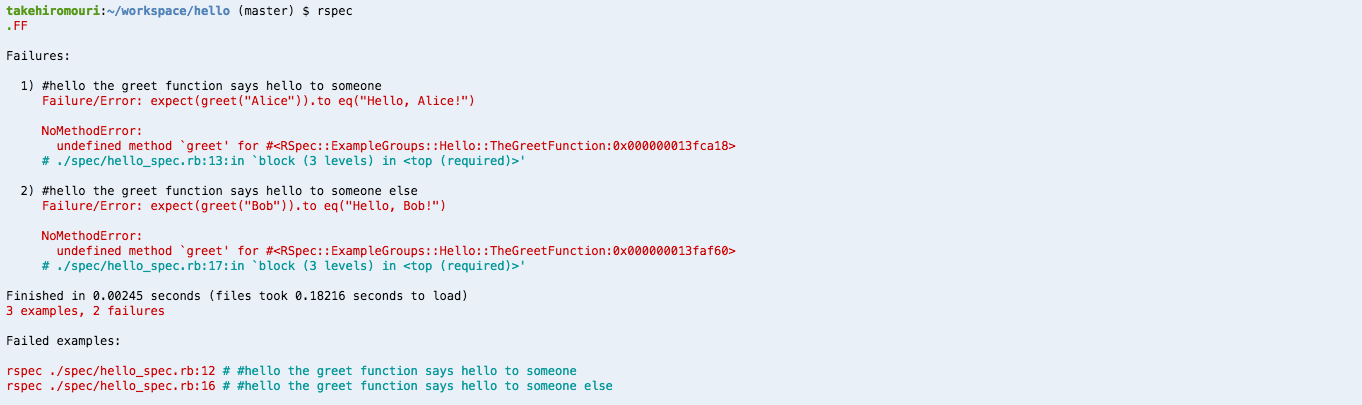 takehiromouri:~/workspace/hello (master) $ rspec
.FF
Failures:
1) #hello the greet function says hello to someone
Failure/Error: expect(greet("Alice")).to eq("Hello, Alice!")
NoMethodError:
undefined method `greet' for #<RSpec::ExampleGroups::Hello::TheGreetFunction:0x000000013fca18>
# ./spec/hello_spec.rb:13:in `block (3 levels) in <top (required)>'
2) #hello the greet function says hello to someone else
Failure/Error: expect(greet("Bob")).to eq("Hello, Bob!")
NoMethodError:
undefined method `greet' for #<RSpec::ExampleGroups::Hello::TheGreetFunction:0x000000013faf60>
# ./spec/hello_spec.rb:17:in `block (3 levels) in <top (required)>'
Finished in 0.00245 seconds (files took 0.18216 seconds to load)
3 examples, 2 failures
Failed examples:
rspec ./spec/hello_spec.rb:12 # #hello the greet function says hello to someone
rspec ./spec/hello_spec.rb:16 # #hello the greet function says hello to someone else